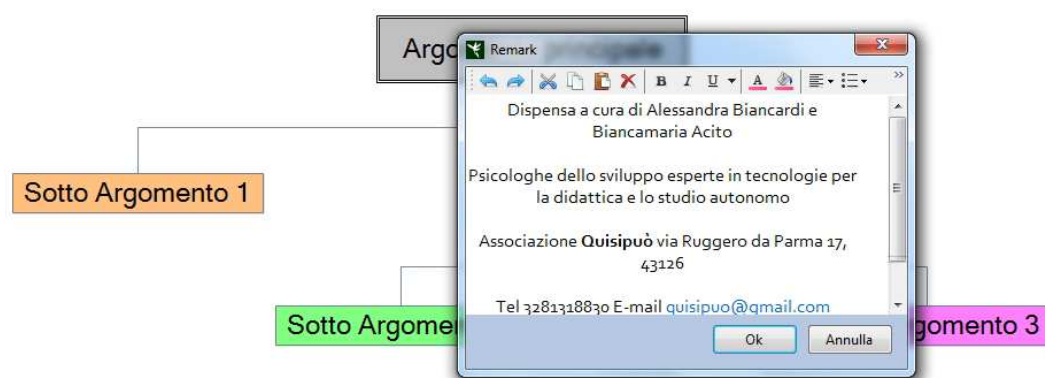 Argo principale
Remark
B I U A
Dispensa a cura di Alessandra Biancardi e
Biancamaria Acito
Psicologhe dello sviluppo esperte in tecnologie per
la didattica e lo studio autonomo
Sotto Argomento 1
Associazione Quisipuò via Ruggero da Parma 17,
43126
Tel 3281318830 E-mail quisipuo@gmail.com
Sotto Argome
gomento 3
Ok
Annulla